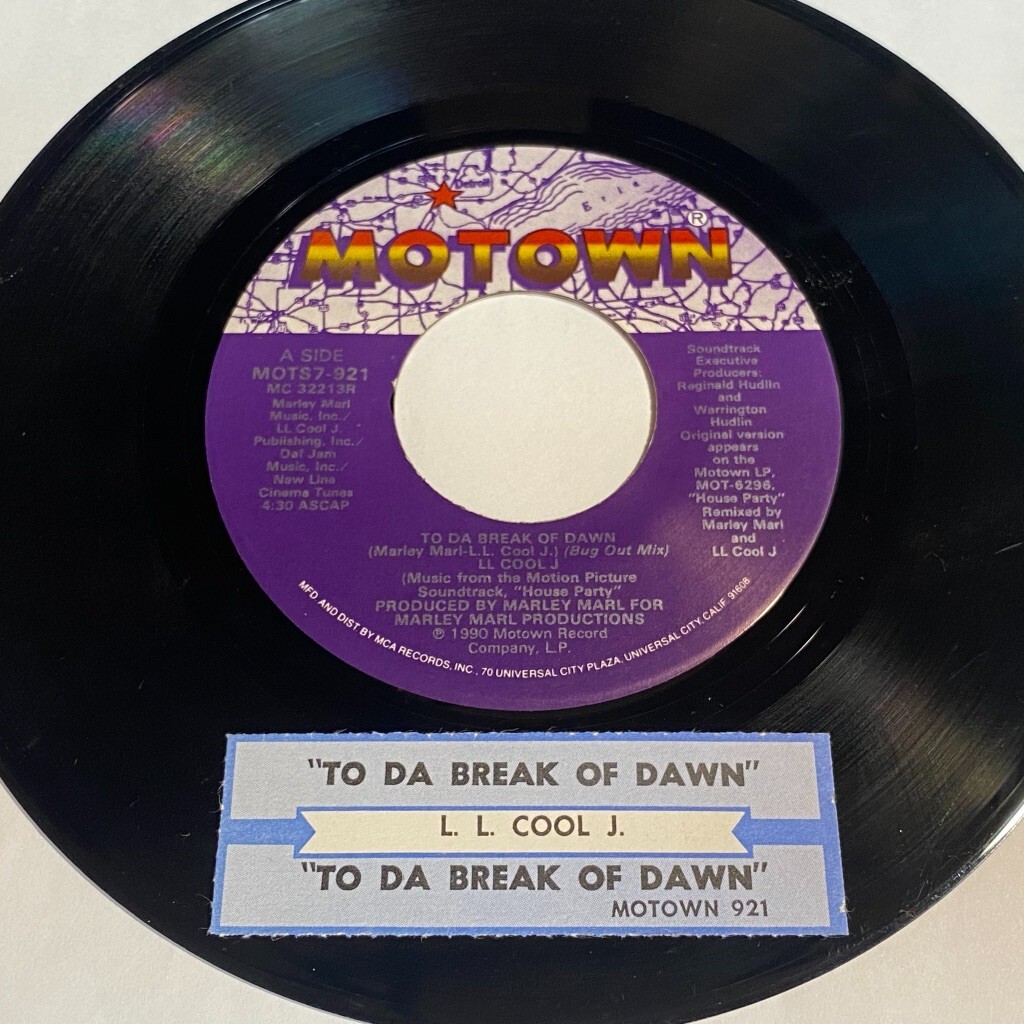 Detroit
Erie
MOTOWN®
A SIDE
MOTS7-921
MC 32213R
Marley Marl
Music, Inc./
LL Cool J.
Publishing, Inc./
Def Jam
Music, Inc./
New Line
Cinema Tunes
4:30 ASCAP
Soundtrack
Executive
Producers:
Reginald Hudlin
and
Warrington
Hudlin
Original version
appears
on the
Motown LP,
MOT-6296,
"House Party"
Remixed by
Marley Marl
and
LL Cool J
TO DA BREAK OF DAWN
(Marley Marl-L.L. Cool J.) (Bug Out Mix)
LL COOL J
(Music from the Motion Picture
Soundtrack, "House Party"
PRODUCED BY MARLEY MARL FOR
MARLEY MARL PRODUCTIONS
℗ 1990 Motown Record
Company, L.P.
MFD AND DIST. BY MCA RECORDS, INC., 70 UNIVERSAL CITY PLAZA, UNIVERSAL CITY, CALIF. 91608
"TO DA BREAK OF DAWN"
L. L. COOL J.
"TO DA BREAK OF DAWN"
MOTOWN 921